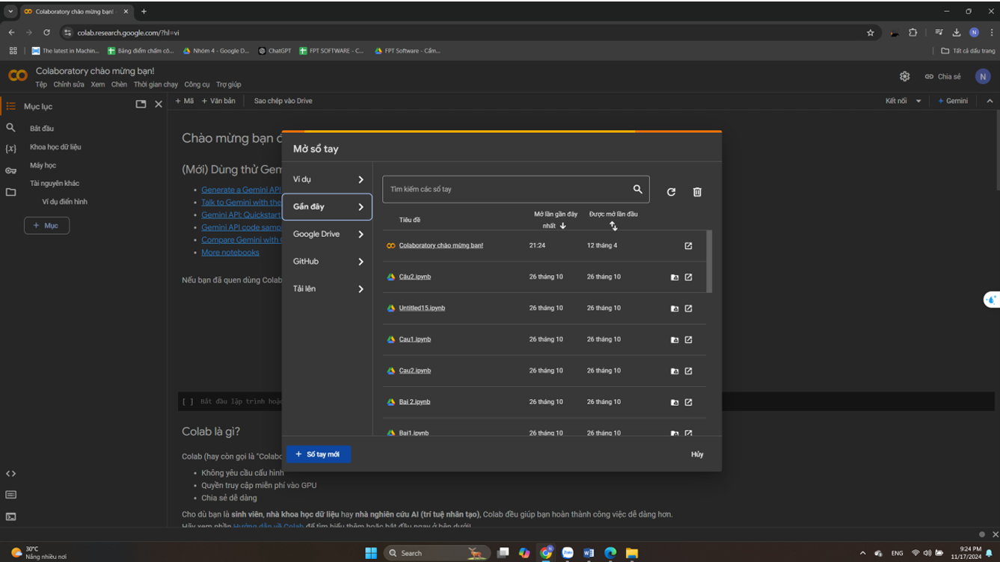 Colaboratory chào mừng bạn!
colab.research.google.com/?hl=vi
The latest in Machin...
Bảng điểm chấm cô...
Nhóm 4 - Google D...
ChatGPT
FPT SOFTWARE - C...
FPT Software - Cẩm...
Tất cả dấu trang
Colaboratory chào mừng bạn!
Tệp Chỉnh sửa Xem Chèn Thời gian chạy Công cụ Trợ giúp
Chia sẻ
N
Mục lục
+ Mã + Văn bản Sao chép vào Drive
Kết nối
Gemini
Bắt đầu
Khoa học dữ liệu
Máy học
Tài nguyên khác
Ví dụ điển hình
+ Mục
Chào mừng bạn đ
(Mới) Dùng thử Gem
Generate a Gemini API
Talk to Gemini with the
Gemini API: Quickstart
Gemini API code samp
Compare Gemini with
More notebooks
Nếu bạn đã quen dùng Colab
[ ] Bắt đầu lập trình hoặc
Colab là gì?
Colab (hay còn gọi là "Colabo
Không yêu cầu cấu hình
Quyền truy cập miễn phí vào GPU
Chia sẻ dễ dàng
Cho dù bạn là sinh viên, nhà khoa học dữ liệu hay nhà nghiên cứu AI (trí tuệ nhân tạo), Colab đều giúp bạn hoàn thành công việc dễ dàng hơn.
Hãy xem phần Hướng dẫn về Colab để tìm hiểu thêm hoặc bắt đầu ngay ở bên dưới!
Mở sổ tay
Ví dụ
Gần đây
Google Drive
GitHub
Tải lên
Tìm kiếm các sổ tay
Tiêu đề
Mở lần gần đây
nhất
Được mở lần đầu
Colaboratory chào mừng bạn! 21:24 12 tháng 4
Câu2.ipynb 26 tháng 10 26 tháng 10
Untitled15.ipynb 26 tháng 10 26 tháng 10
Cau1.ipynb 26 tháng 10 26 tháng 10
Cau2.ipynb 26 tháng 10 26 tháng 10
Bai 2.ipynb 26 tháng 10 26 tháng 10
Bai1.ipynb 26 tháng 10 26 tháng 10
+ Sổ tay mới
Hủy
30°C
Nắng nhiều nơi
Search
ENG
9:24 PM
11/17/2024